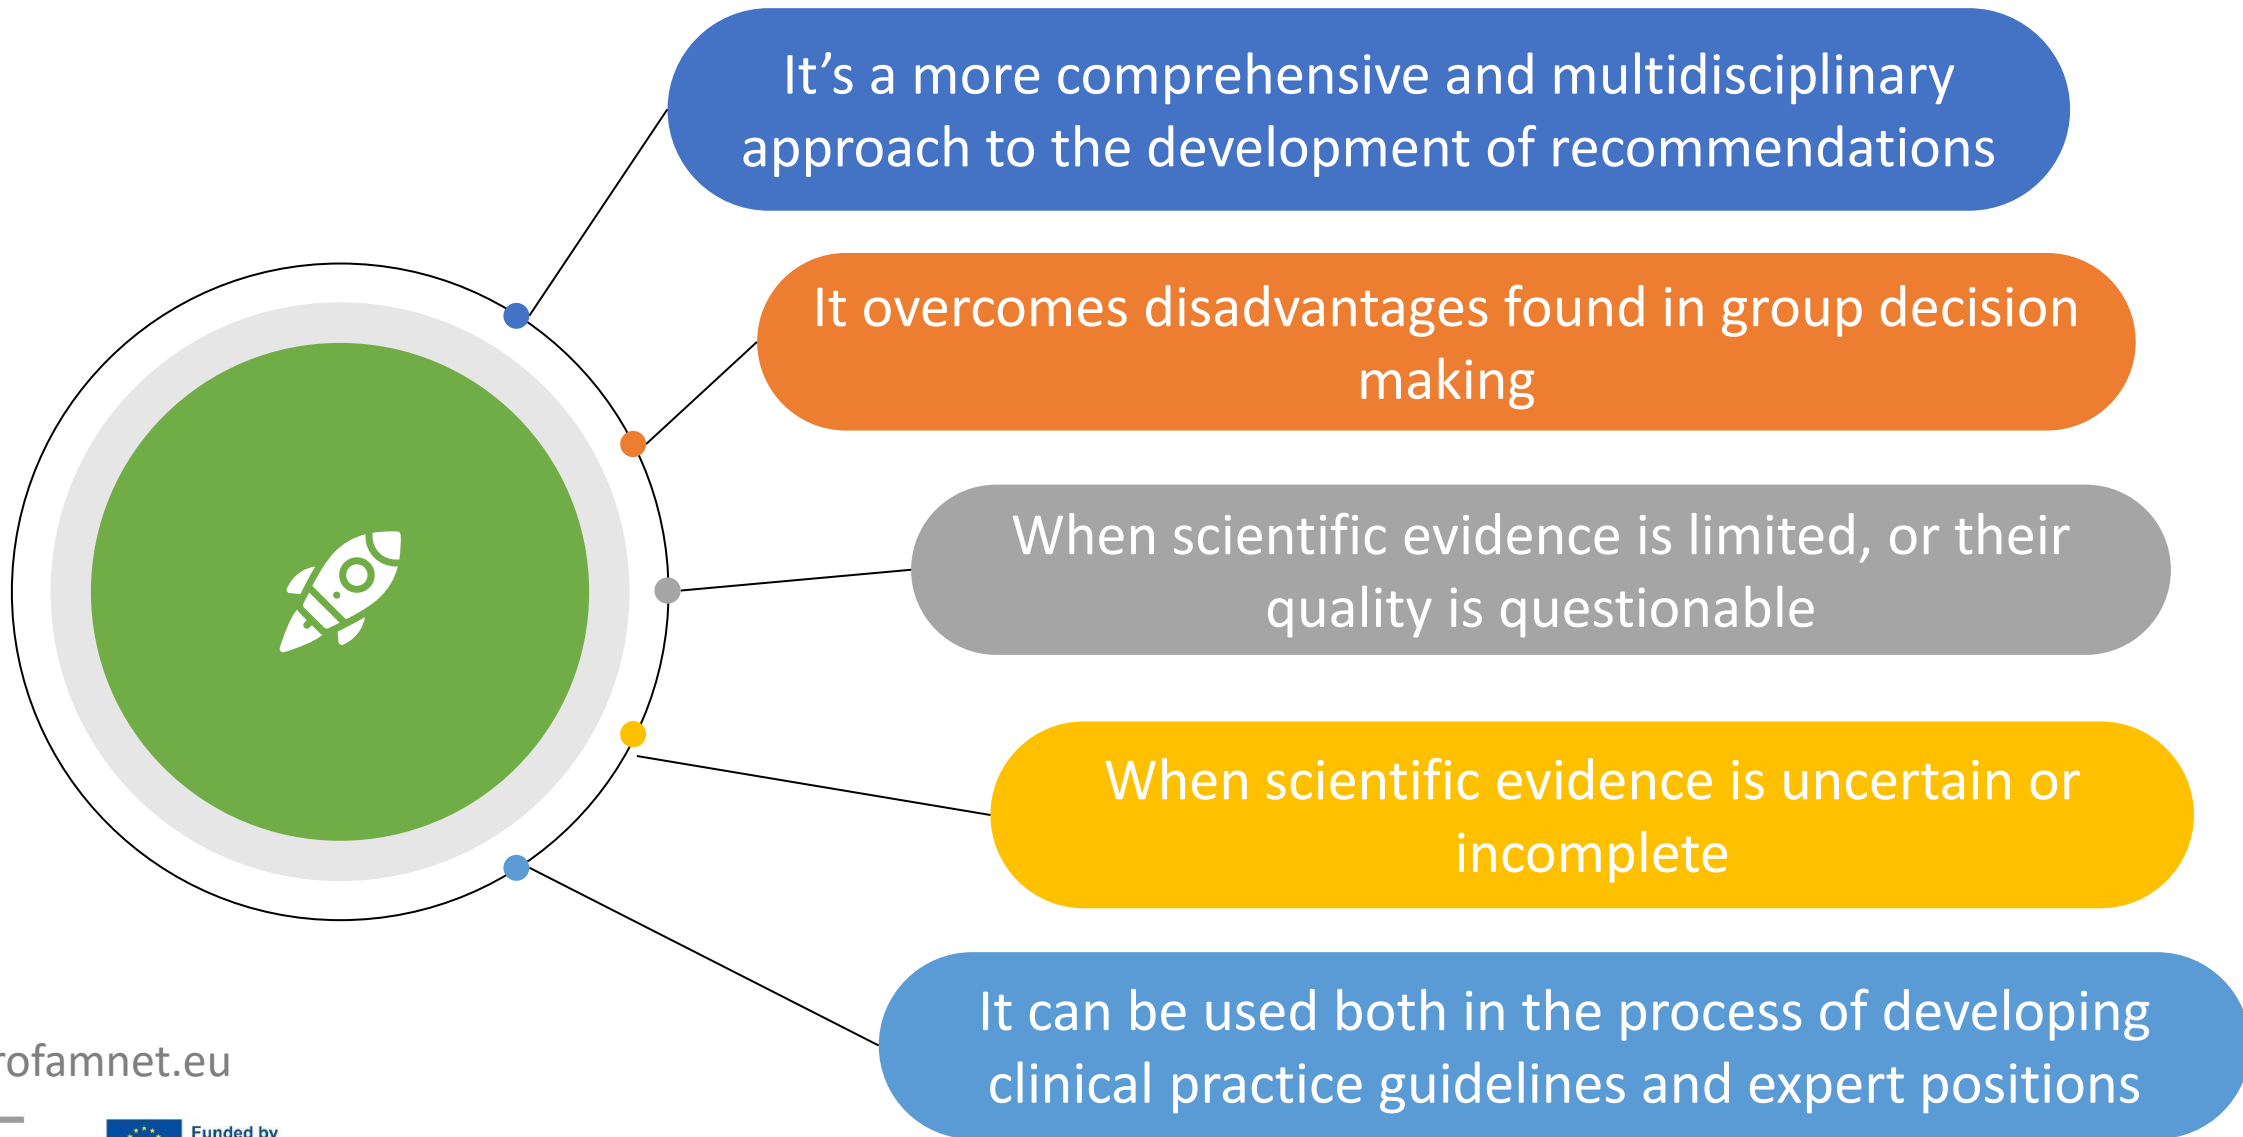 It’s a more comprehensive and multidisciplinary
approach to the development of recommendations
It overcomes disadvantages found in group decision
making
When scientific evidence is limited, or their
quality is questionable
When scientific evidence is uncertain or
incomplete
It can be used both in the process of developing
clinical practice guidelines and expert positions
rofamnet.eu
Funded by